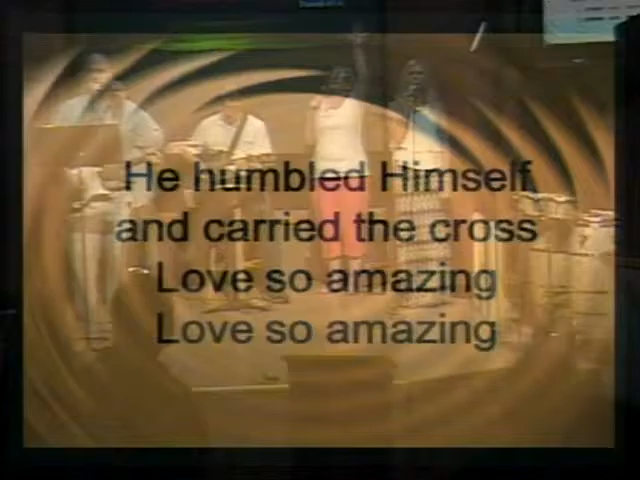 He humbled Himself
and carried the cross
Love so amazing
Love so amazing